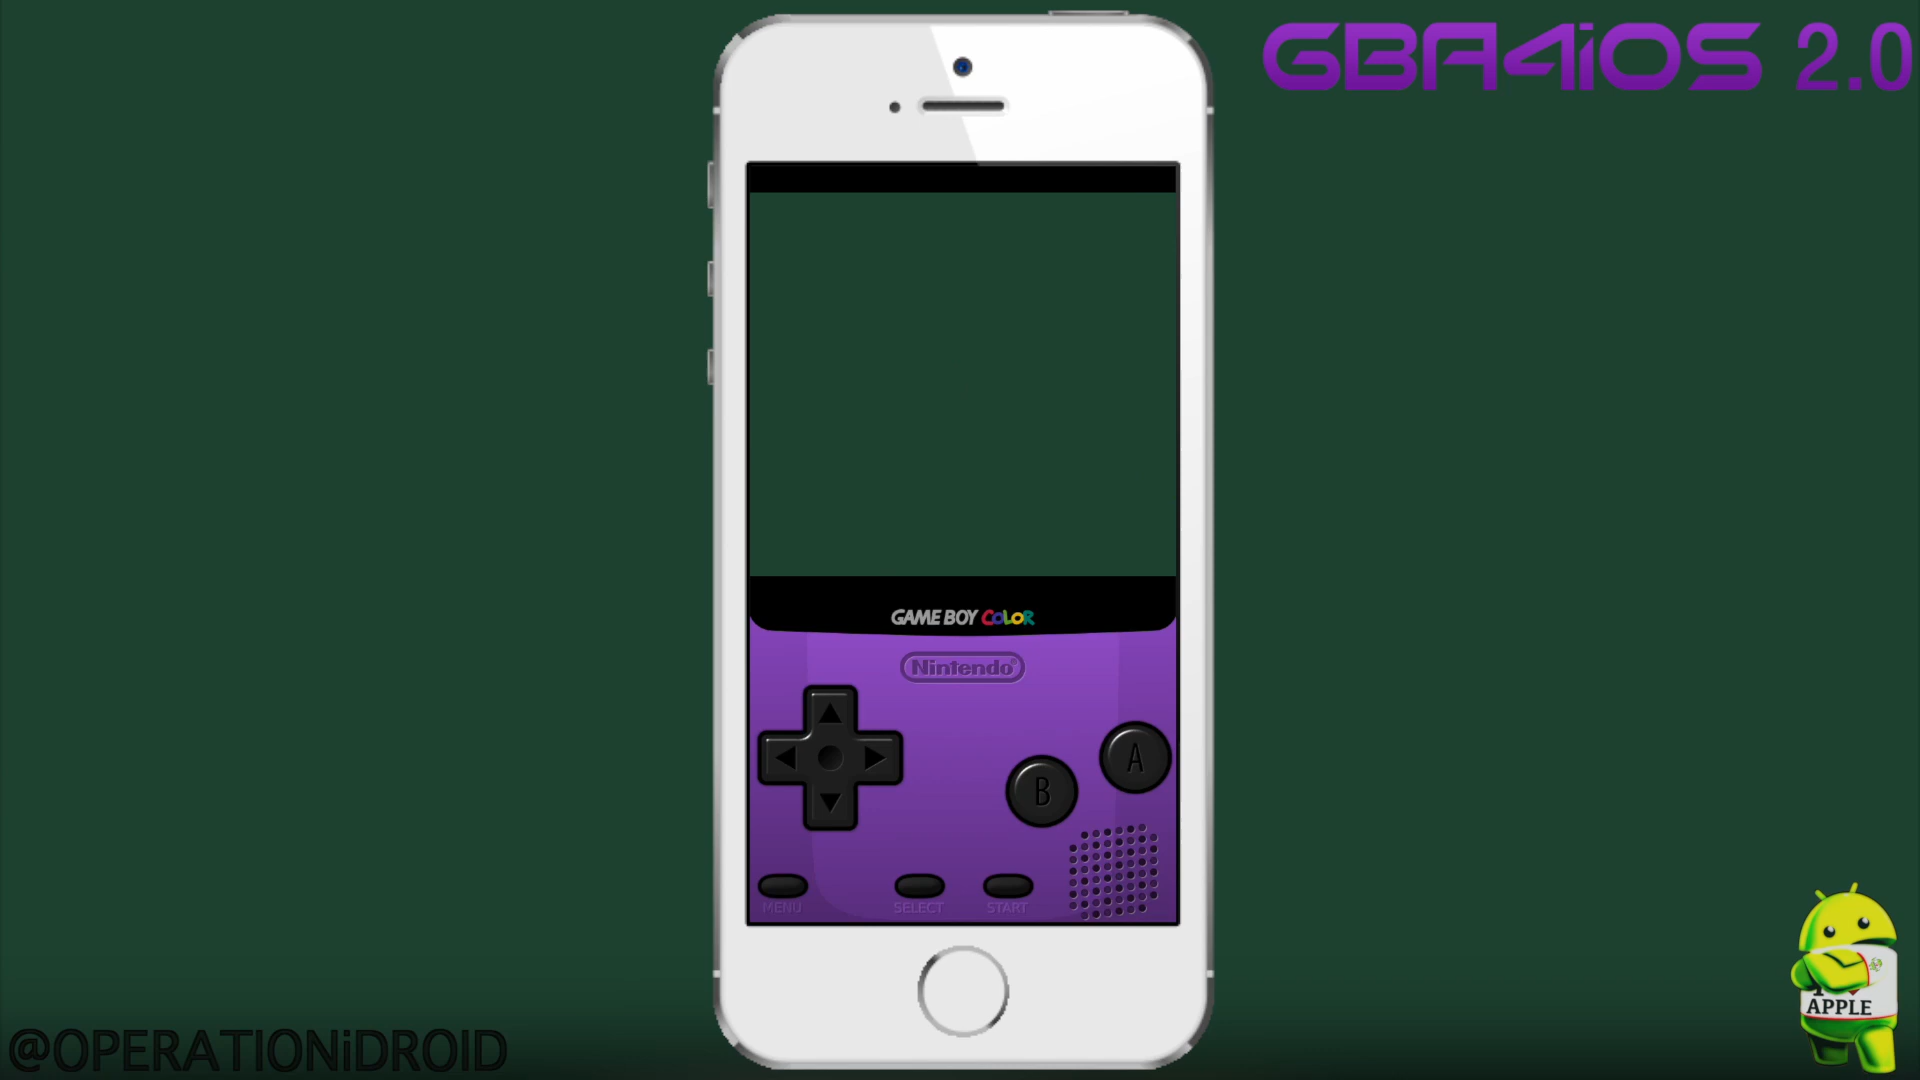 GBA4iOS 2.0
GAME BOY COLOR
Nintendo®
A
B
MENU SELECT START
APPLE
@OPERATIONiDROID